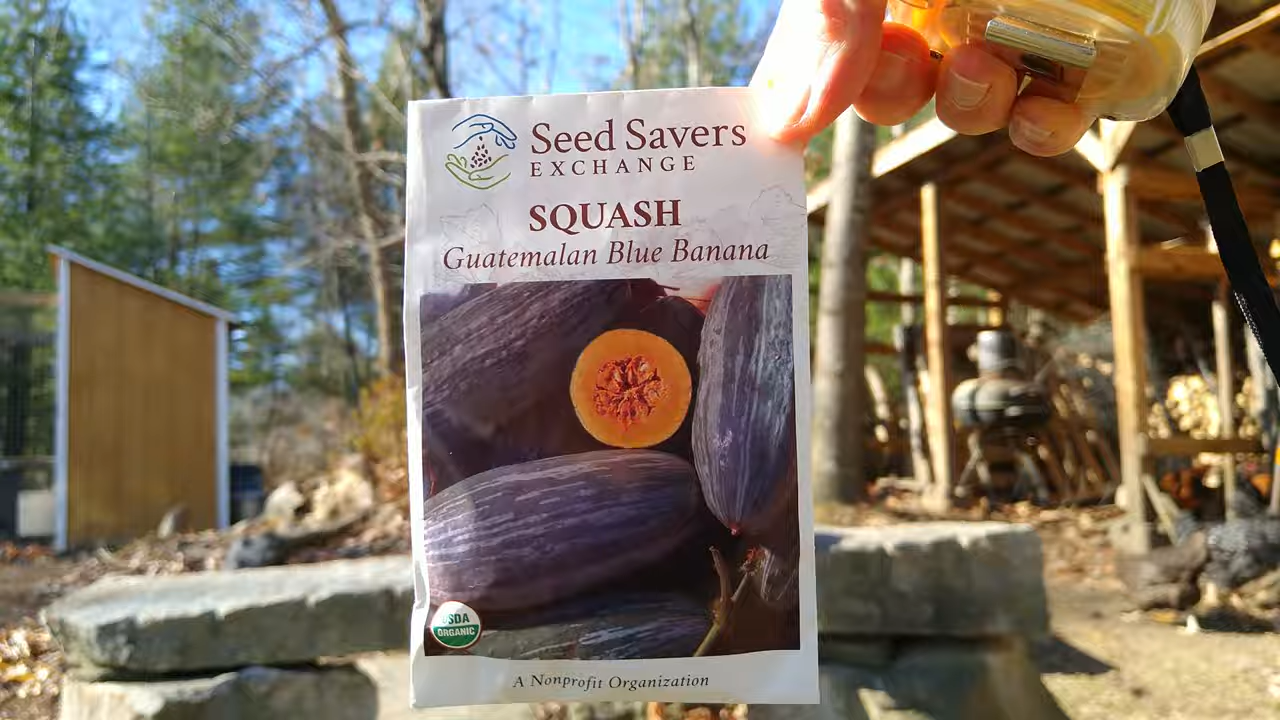 Seed Savers
EXCHANGE
SQUASH
Guatemalan Blue Banana
USDA
ORGANIC
A Nonprofit Organization